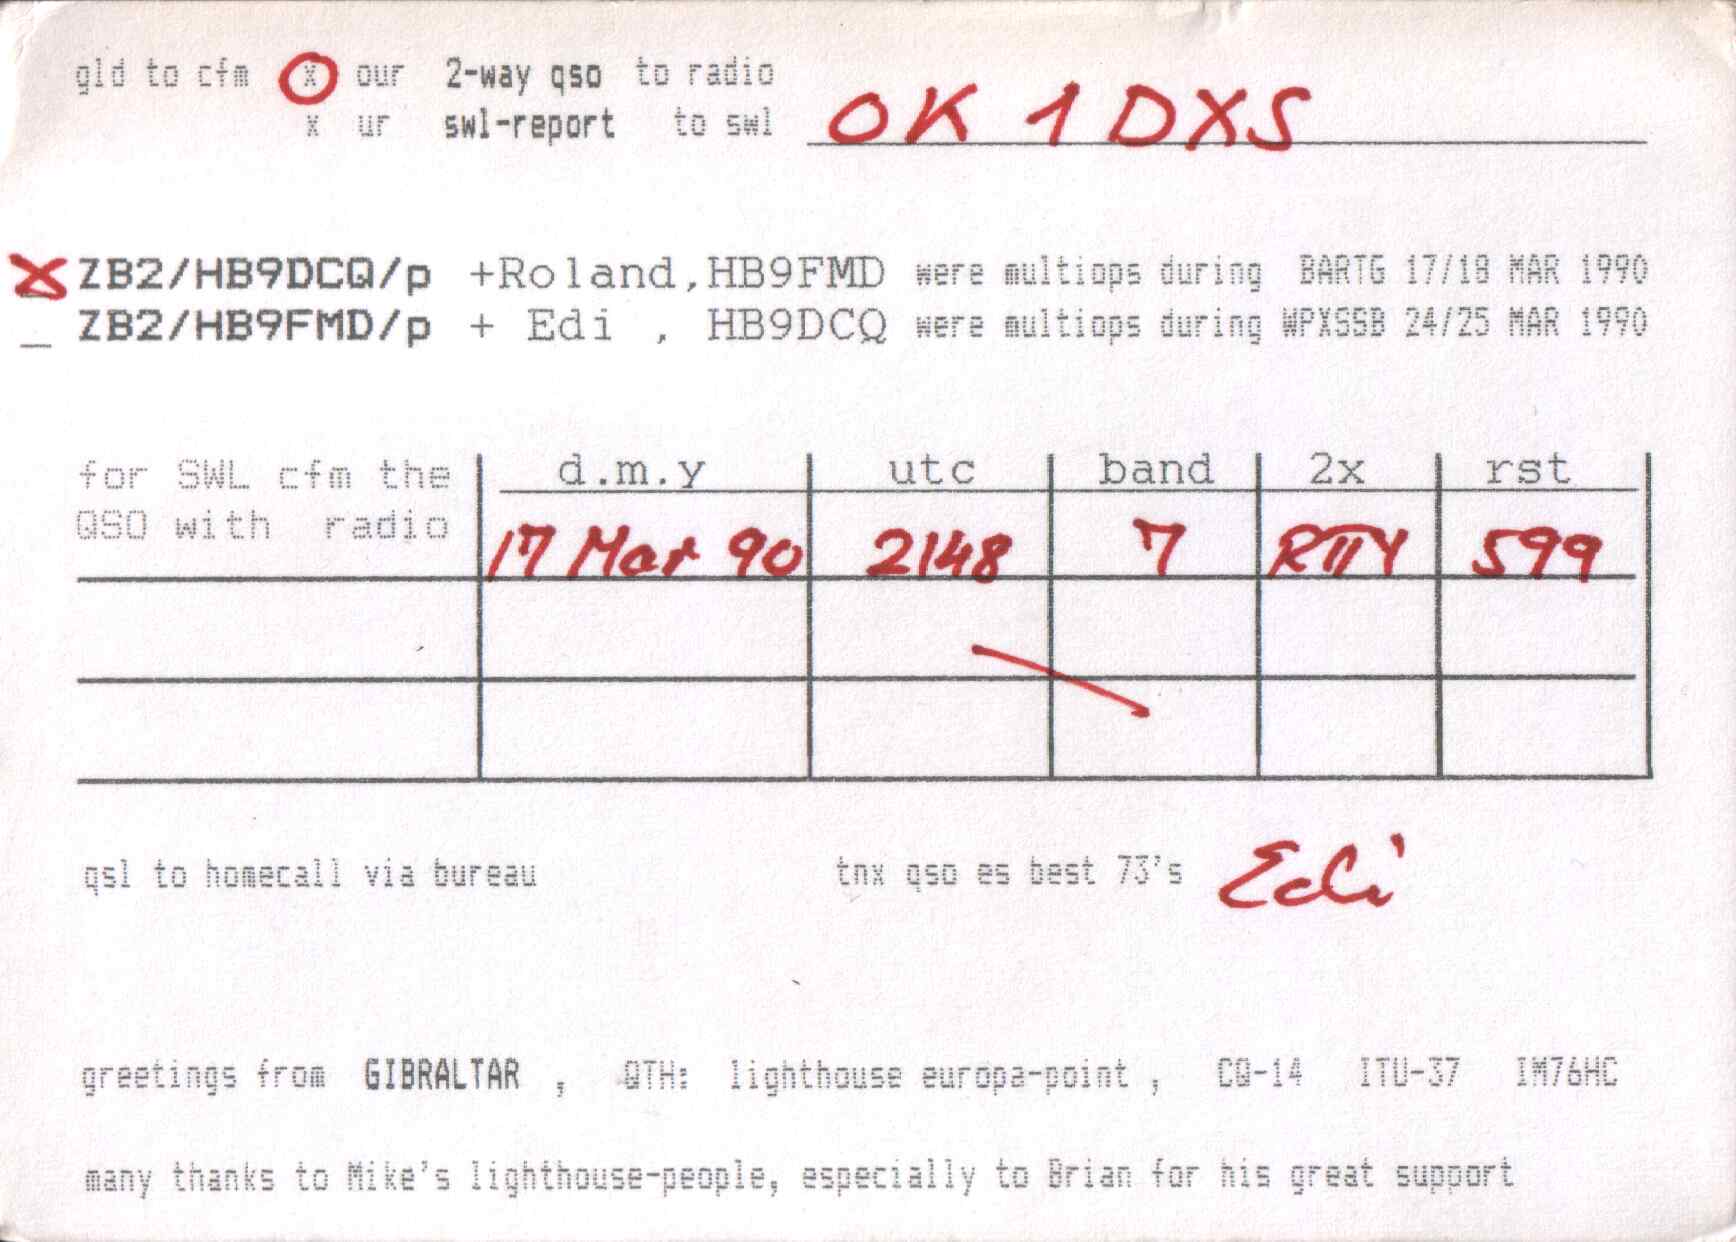 gld to cfm x our 2-way qso to radio
x ur swl-report to swl OK 1 DXS
x ZB2/HB9DCQ/p +Roland,HB9FMD were multiops during BARTG 17/18 MAR 1990
_ ZB2/HB9FMD/p + Edi , HB9DCQ were multiops during WPXSSB 24/25 MAR 1990
for SWL cfm the d.m.y utc band 2x rst
QSO with radio 17 Mar 90 2148 7 RTTY 599
qsl to homecall via bureau tnx qso es best 73's Edi
greetings from GIBRALTAR , QTH: lighthouse europa-point , CQ-14 ITU-37 IM76HC
many thanks to Mike's lighthouse-people, especially to Brian for his great support